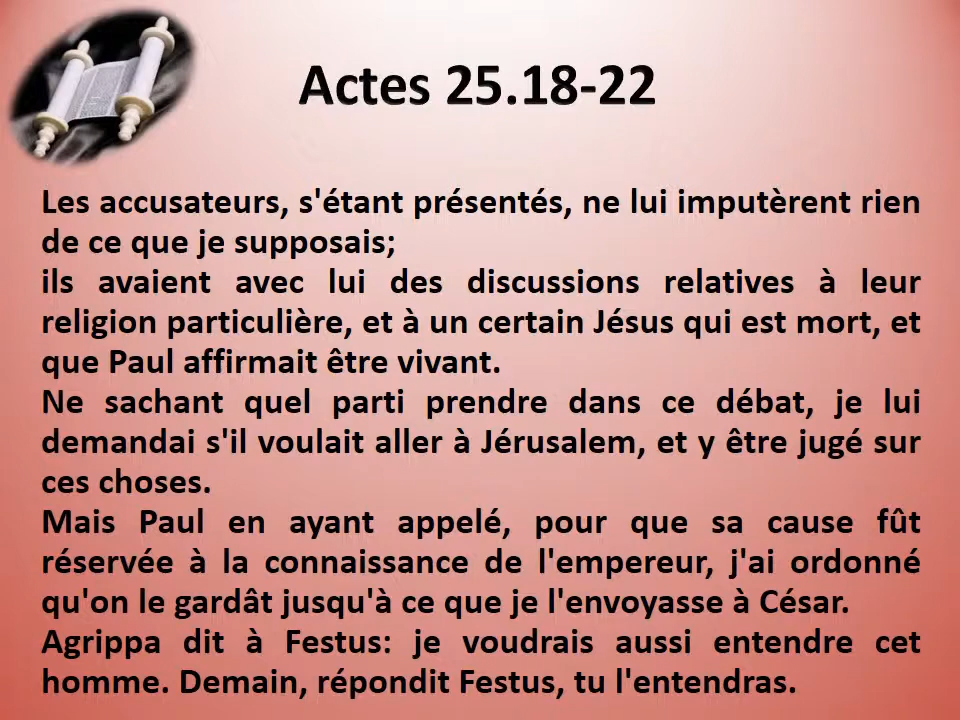 Actes 25.18-22
Les accusateurs, s'étant présentés, ne lui imputèrent rien
de ce que je supposais;
ils avaient avec lui des discussions relatives à leur
religion particulière, et à un certain Jésus qui est mort, et
que Paul affirmait être vivant.
Ne sachant quel parti prendre dans ce débat, je lui
demandai s'il voulait aller à Jérusalem, et y être jugé sur
ces choses.
Mais Paul en ayant appelé, pour que sa cause fût
réservée à la connaissance de l'empereur, j'ai ordonné
qu'on le gardât jusqu'à ce que je l'envoyasse à César.
Agrippa dit à Festus: je voudrais aussi entendre cet
homme. Demain, répondit Festus, tu l'entendras.